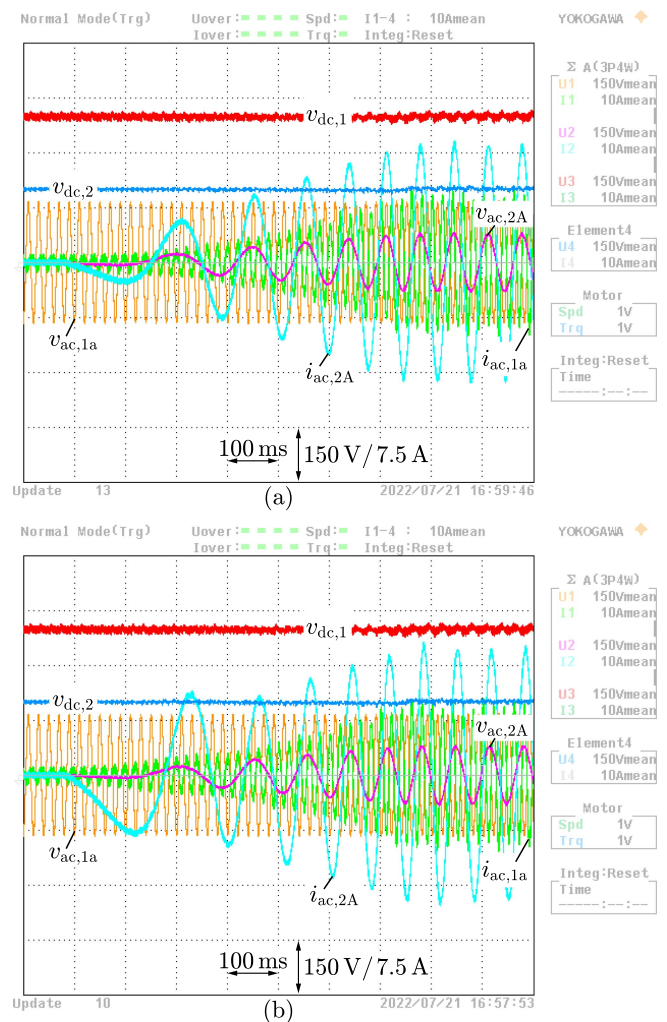 Normal Mode(Trg) Uover: Spd: I1-4 : 10Amean YOKOGAWA
Iover: Trq: Integ:Reset
Σ A(3P4W)
U1 150Vmean
I1 10Amean
U2 150Vmean
I2 10Amean
U3 150Vmean
I3 10Amean
Element4
U4 150Vmean
I4 10Amean
Motor
Spd 1V
Trq 1V
Integ:Reset
Time
-----:--:--
vdc,1
vdc,2
vac,2A
vac,1a
iac,2A
iac,1a
100 ms 150 V/7.5 A
Update 13 2022/07/21 16:59:46
(a)
Normal Mode(Trg) Uover: Spd: I1-4 : 10Amean YOKOGAWA
Iover: Trq: Integ:Reset
Σ A(3P4W)
U1 150Vmean
I1 10Amean
U2 150Vmean
I2 10Amean
U3 150Vmean
I3 10Amean
Element4
U4 150Vmean
I4 10Amean
Motor
Spd 1V
Trq 1V
Integ:Reset
Time
-----:--:--
vdc,1
vdc,2
vac,2A
vac,1a
iac,2A
iac,1a
100 ms 150 V/7.5 A
Update 10 2022/07/21 16:57:53
(b)